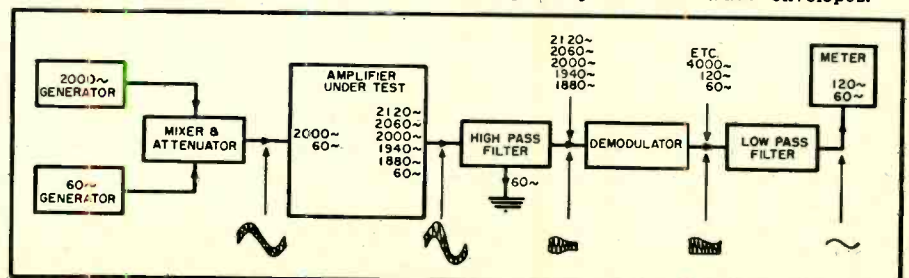 envelopes.
2000~
GENERATOR
60~
GENERATOR
MIXER &
ATTENUATOR
AMPLIFIER
UNDER TEST
2000~
60~
2120~
2060~
2000~
1940~
1880~
60~
HIGH PASS
FILTER
60~
2120~
2060~
2000~
1940~
1880~
DEMODULATOR
ETC.
4000~
120~
60~
LOW PASS
FILTER
METER
120~
60~